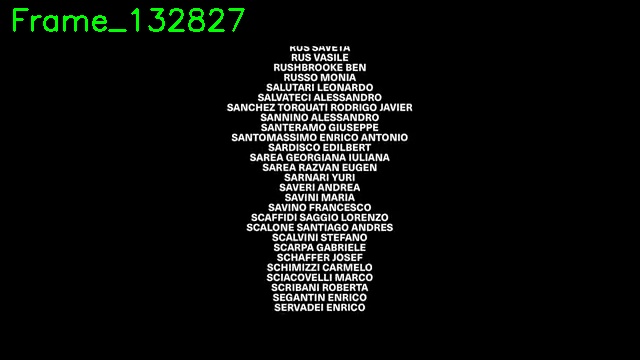 Frame_132827
RUS SAVETA
RUS VASILE
RUSHBROOKE BEN
RUSSO MONIA
SALUTARI LEONARDO
SALVATECI ALESSANDRO
SANCHEZ TORQUATI RODRIGO JAVIER
SANNINO ALESSANDRO
SANTERAMO GIUSEPPE
SANTOMASSIMO ENRICO ANTONIO
SARDISCO EDILBERT
SAREA GEORGIANA IULIANA
SAREA RAZVAN EUGEN
SARNARI YURI
SAVERI ANDREA
SAVINI MARIA
SAVINO FRANCESCO
SCAFFIDI SAGGIO LORENZO
SCALONE SANTIAGO ANDRES
SCALVINI STEFANO
SCARPA GABRIELE
SCHAFFER JOSEF
SCHIMIZZI CARMELO
SCIACOVELLI MARCO
SCRIBANI ROBERTA
SEGANTIN ENRICO
SERVADEI ENRICO